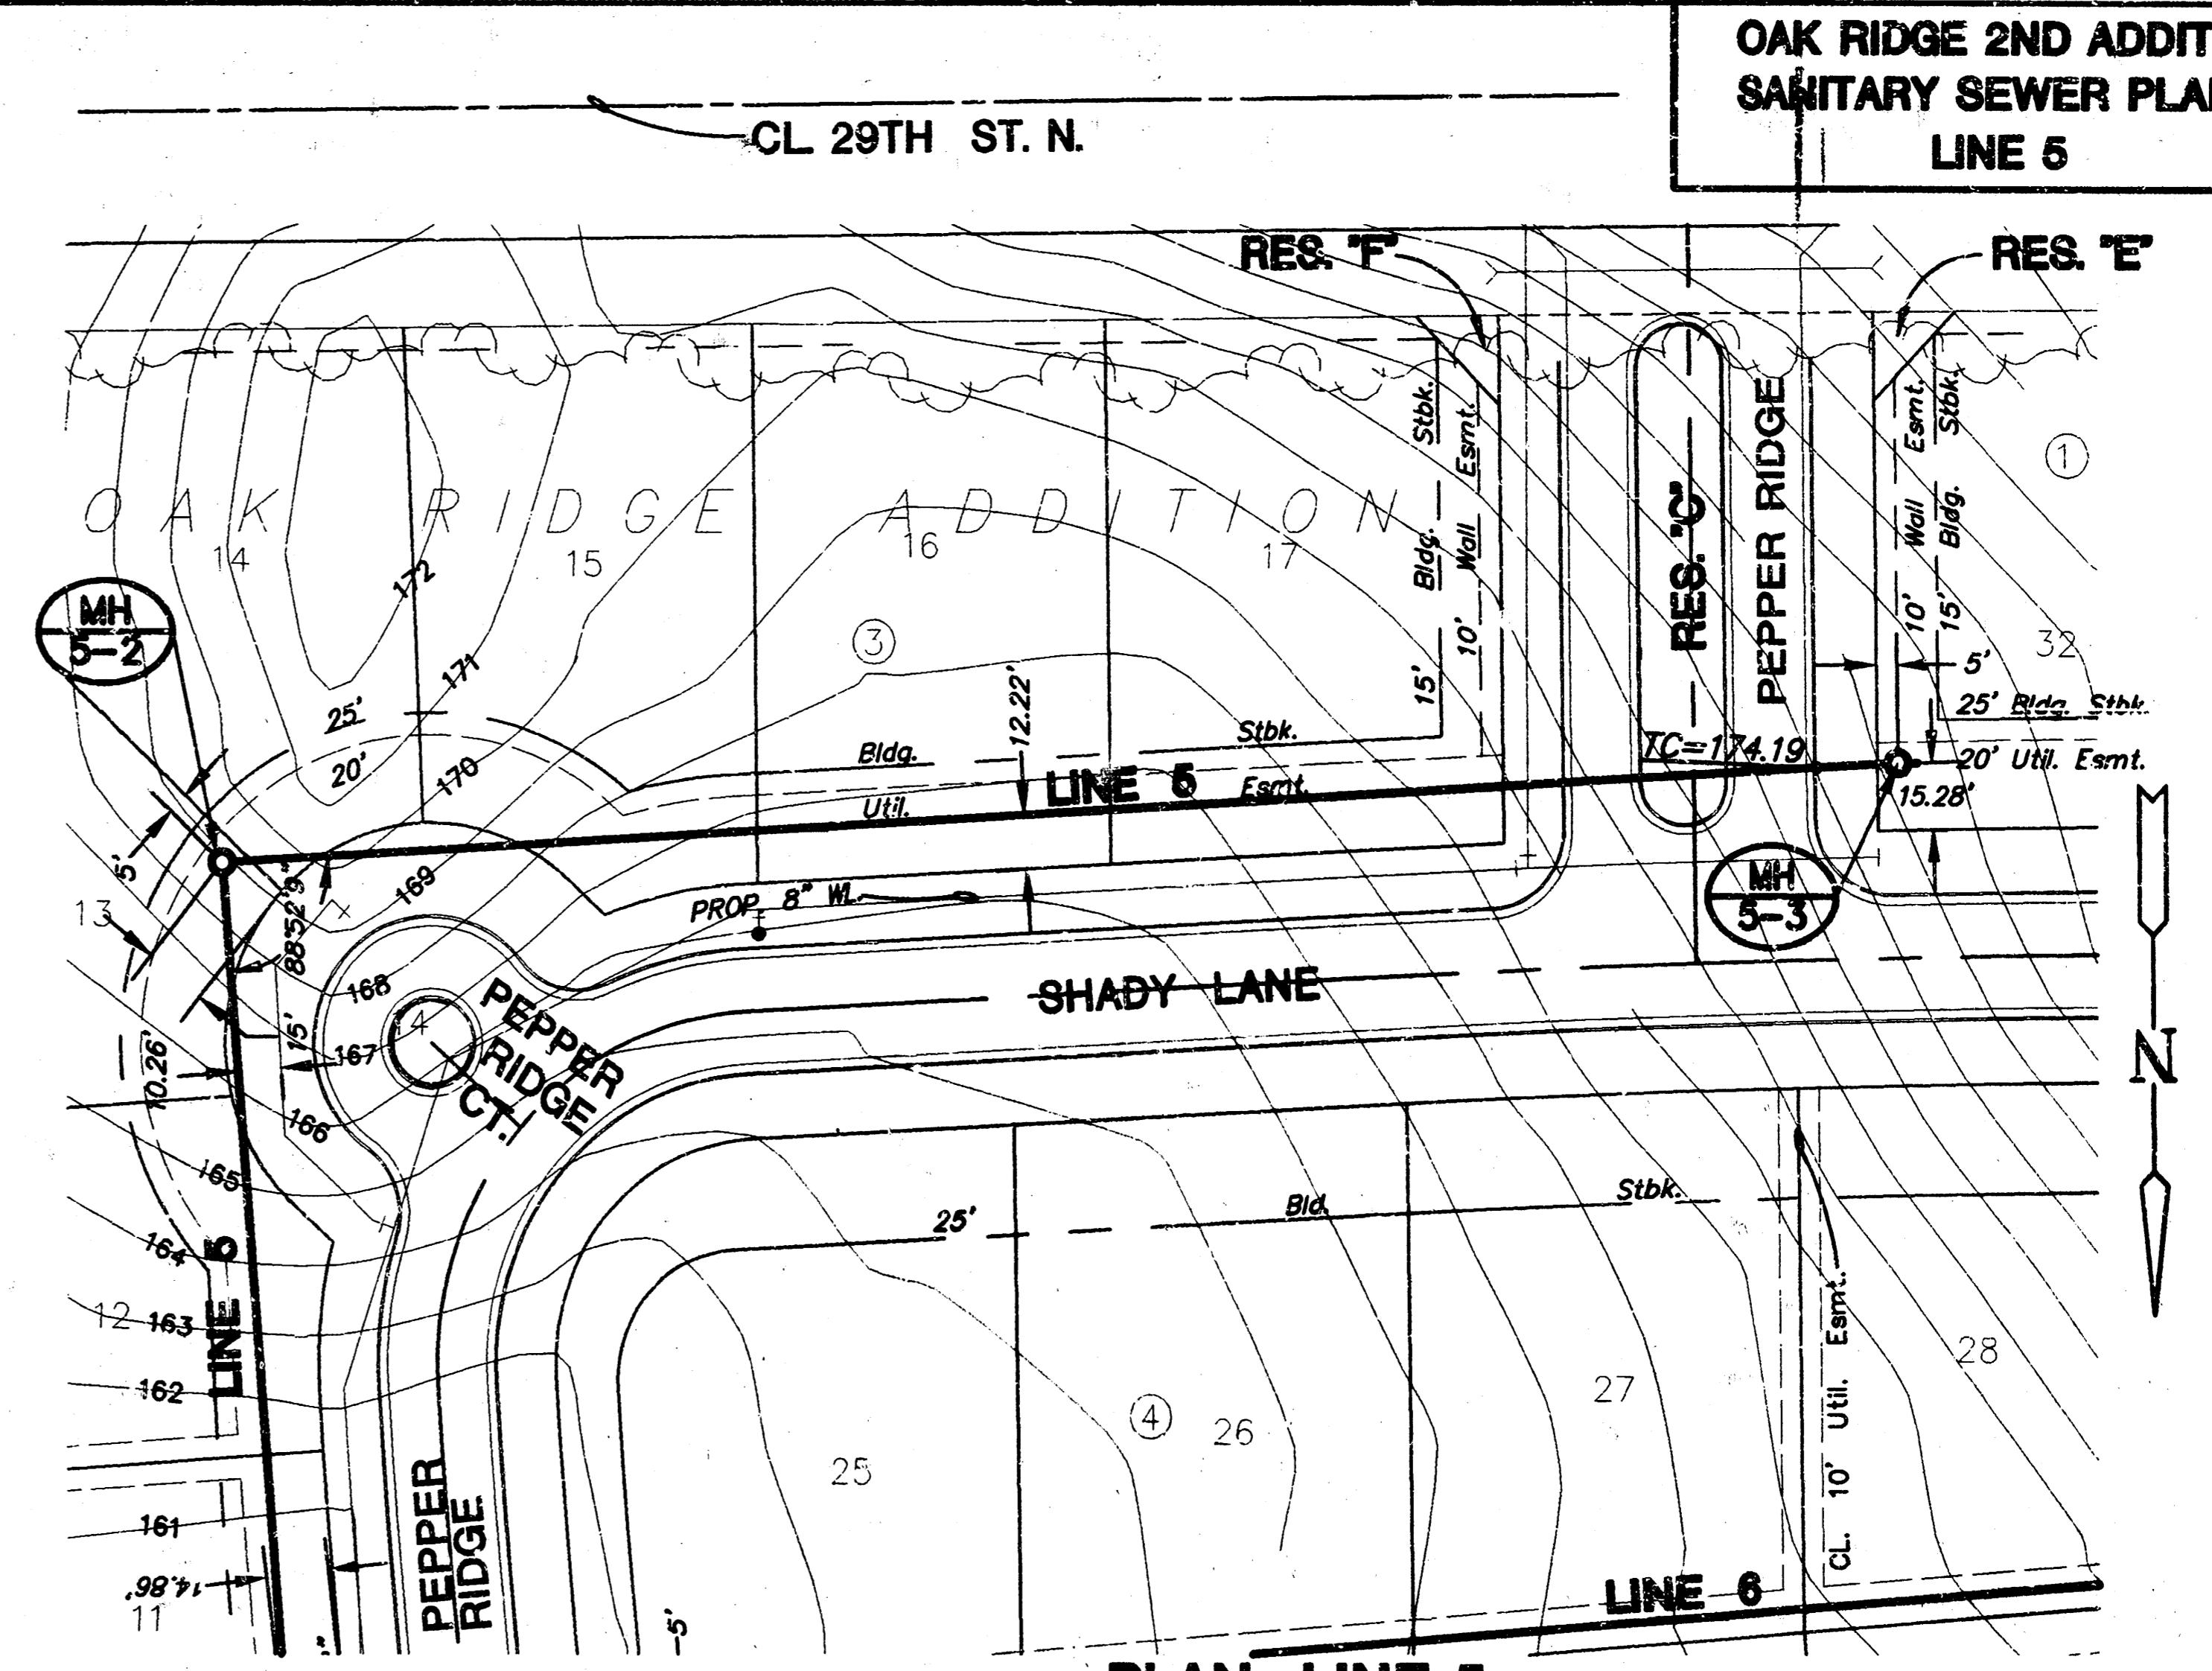 OAK RIDGE 2ND ADDIT
SANITARY SEWER PLA
LINE 5
CL 29TH ST. N.
RES. "F"
RES. "E"
15' Bldg. Stbk.
10' Wall Esmt.
RES. "C"
PEPPER RIDGE
10' Wall Esmt.
15' Bldg. Stbk.
1
OAK RIDGE ADDITION
14
15
16
17
172
MH
5-2
3
32
171
5'
25'
12.22'
25' Bldg. Stbk.
20'
170
Bldg. Stbk.
TC=174.19
20' Util. Esmt.
LINE 5
Util. Esmt.
15.28'
5'
169
88°52'29"
13
PROP 8" WL
MH
5-3
168
14
PEPPER
RIDGE
CT.
SHADY LANE
15'
167
10.26'
N
166
165
25' Bld. Stbk.
164
LINE 5
12
163
162
28
27
4
26
25
CL. 10' Util. Esmt.
PEPPER
RIDGE
161
14.86'
11
5'
LINE 6